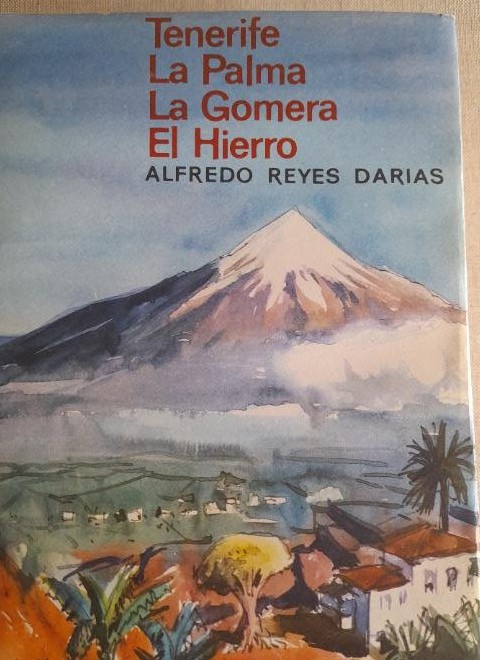 Tenerife
La Palma
La Gomera
El Hierro
ALFREDO REYES DARIAS